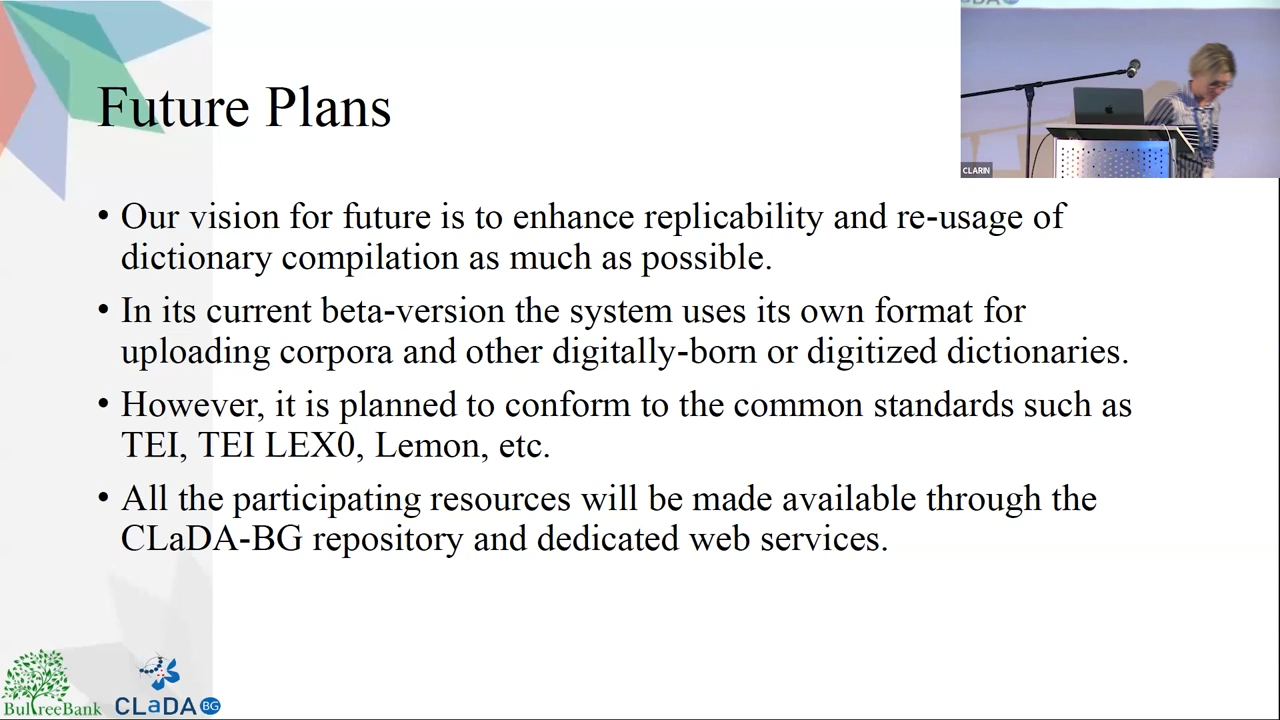 DA
Future Plans
CLARIN
• Our vision for future is to enhance replicability and re-usage of
dictionary compilation as much as possible.
• In its current beta-version the system uses its own format for
uploading corpora and other digitally-born or digitized dictionaries.
• However, it is planned to conform to the common standards such as
TEI, TEI LEX0, Lemon, etc.
• All the participating resources will be made available through the
CLaDA-BG repository and dedicated web services.
BulTreeBank
CLaDA BG